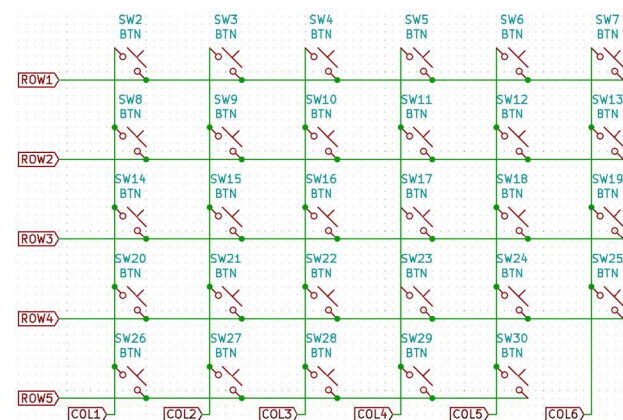 SW2 SW3 SW4 SW5 SW6 SW7
BTN BTN BTN BTN BTN BTN
ROW1
SW8 SW9 SW10 SW11 SW12 SW13
BTN BTN BTN BTN BTN BTN
ROW2
SW14 SW15 SW16 SW17 SW18 SW19
BTN BTN BTN BTN BTN BTN
ROW3
SW20 SW21 SW22 SW23 SW24 SW25
BTN BTN BTN BTN BTN BTN
ROW4
SW26 SW27 SW28 SW29 SW30
BTN BTN BTN BTN BTN
ROW5
COL1 COL2 COL3 COL4 COL5 COL6